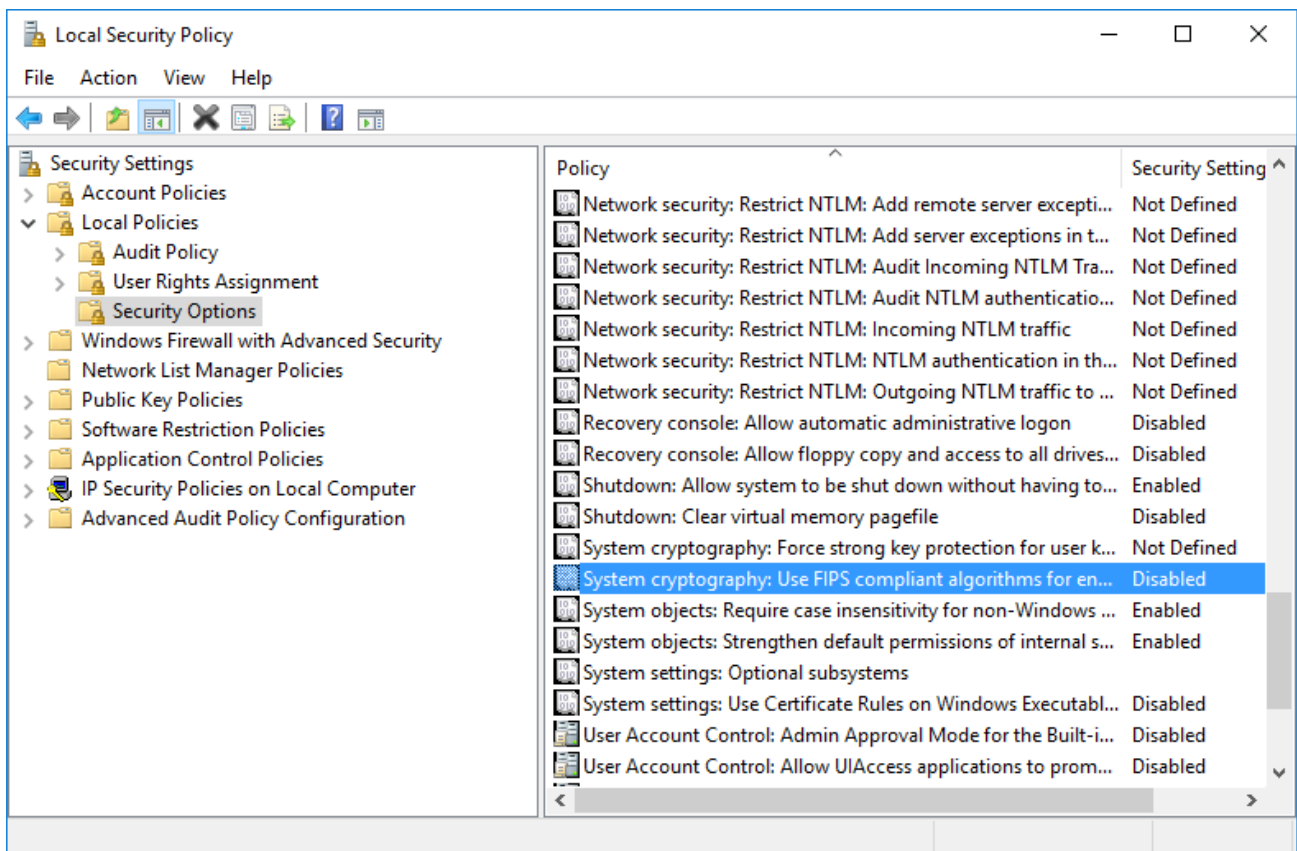 Local Security Policy
File Action View Help
Security Settings
Account Policies
Local Policies
Audit Policy
User Rights Assignment
Security Options
Windows Firewall with Advanced Security
Network List Manager Policies
Public Key Policies
Software Restriction Policies
Application Control Policies
IP Security Policies on Local Computer
Advanced Audit Policy Configuration
Policy Security Setting
Network security: Restrict NTLM: Add remote server excepti... Not Defined
Network security: Restrict NTLM: Add server exceptions in t... Not Defined
Network security: Restrict NTLM: Audit Incoming NTLM Tra... Not Defined
Network security: Restrict NTLM: Audit NTLM authenticatio... Not Defined
Network security: Restrict NTLM: Incoming NTLM traffic Not Defined
Network security: Restrict NTLM: NTLM authentication in th... Not Defined
Network security: Restrict NTLM: Outgoing NTLM traffic to ... Not Defined
Recovery console: Allow automatic administrative logon Disabled
Recovery console: Allow floppy copy and access to all drives... Disabled
Shutdown: Allow system to be shut down without having to... Enabled
Shutdown: Clear virtual memory pagefile Disabled
System cryptography: Force strong key protection for user k... Not Defined
System cryptography: Use FIPS compliant algorithms for en... Disabled
System objects: Require case insensitivity for non-Windows ... Enabled
System objects: Strengthen default permissions of internal s... Enabled
System settings: Optional subsystems
System settings: Use Certificate Rules on Windows Executabl... Disabled
User Account Control: Admin Approval Mode for the Built-i... Disabled
User Account Control: Allow UIAccess applications to prom... Disabled